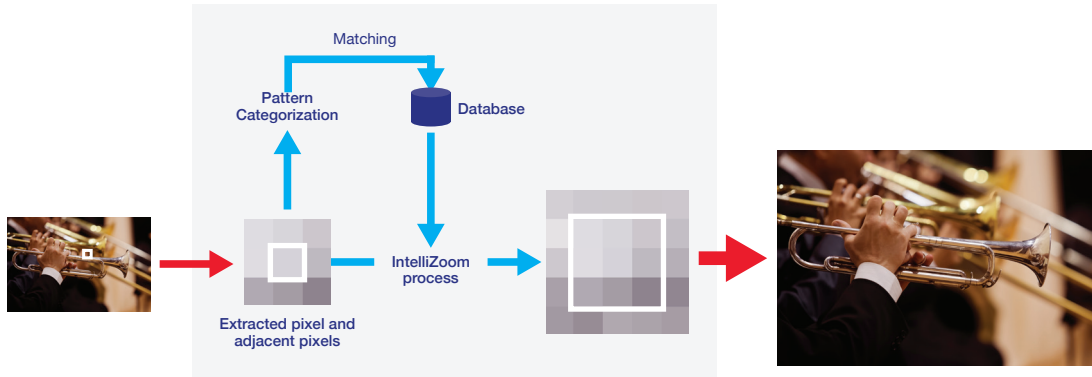 Matching
Pattern
Categorization
Database
IntelliZoom
process
Extracted pixel and
adjacent pixels